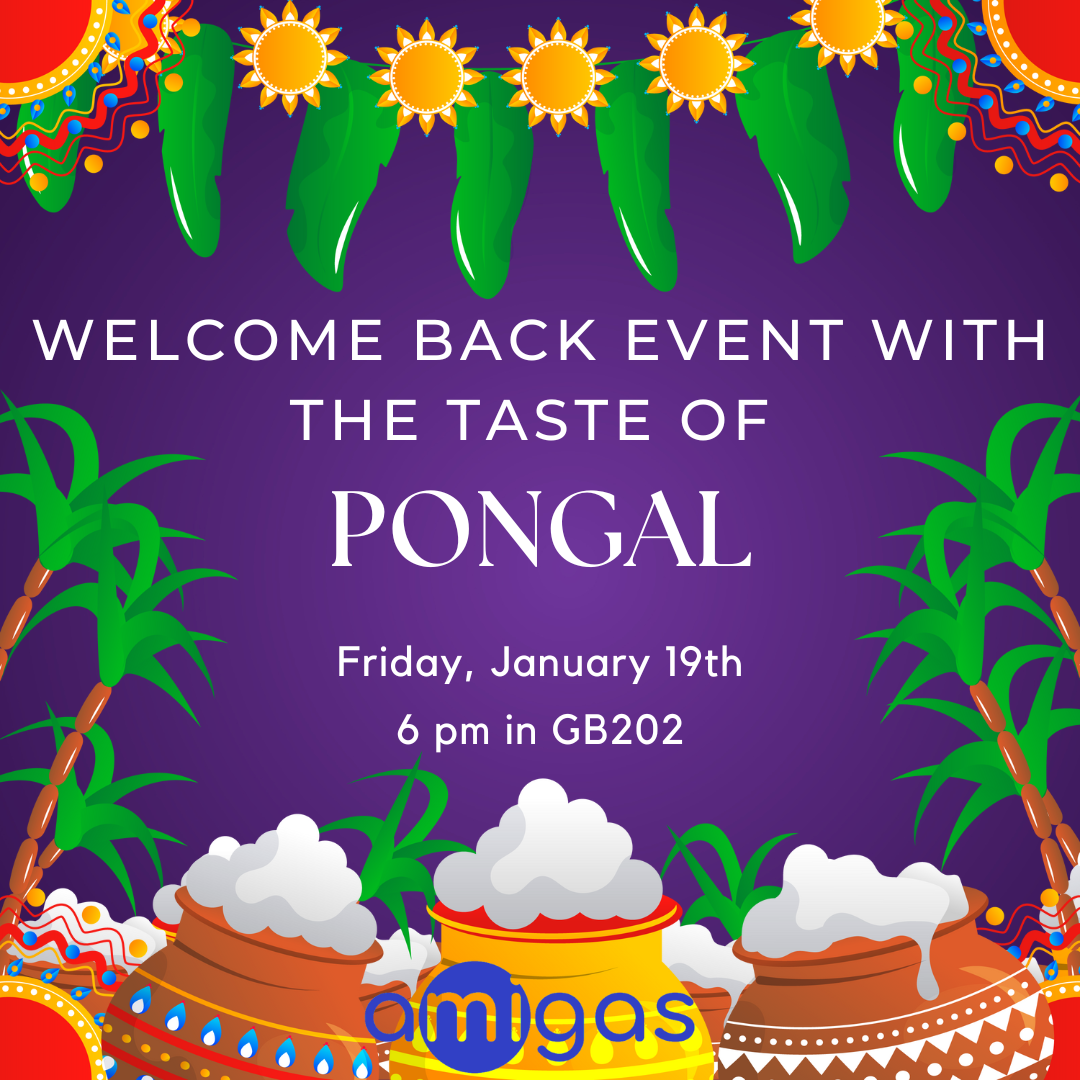 WELCOME BACK EVENT WITH
THE TASTE OF
PONGAL
Friday, January 19th
6 pm in GB202
amigas